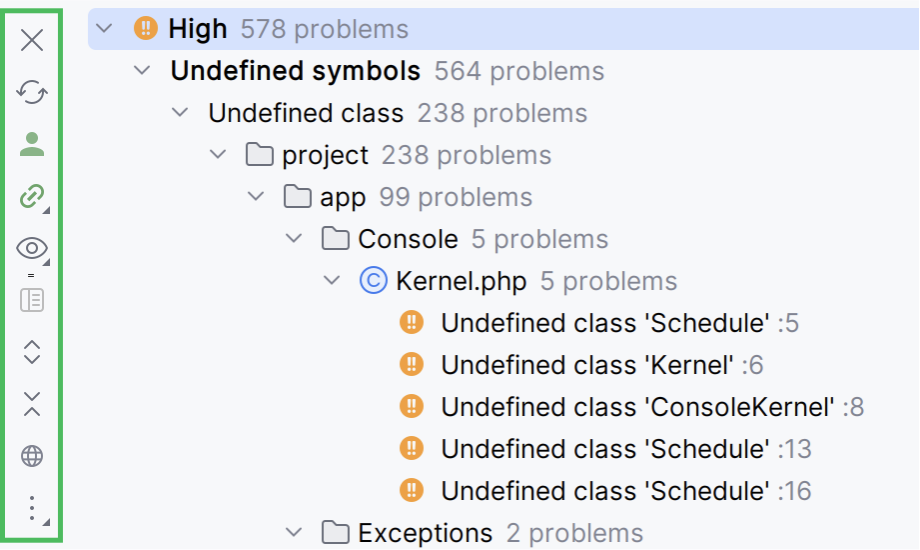 High 578 problems
Undefined symbols 564 problems
Undefined class 238 problems
project 238 problems
app 99 problems
Console 5 problems
Kernel.php 5 problems
Undefined class 'Schedule' :5
Undefined class 'Kernel' :6
Undefined class 'ConsoleKernel' :8
Undefined class 'Schedule' :13
Undefined class 'Schedule' :16
Exceptions 2 problems